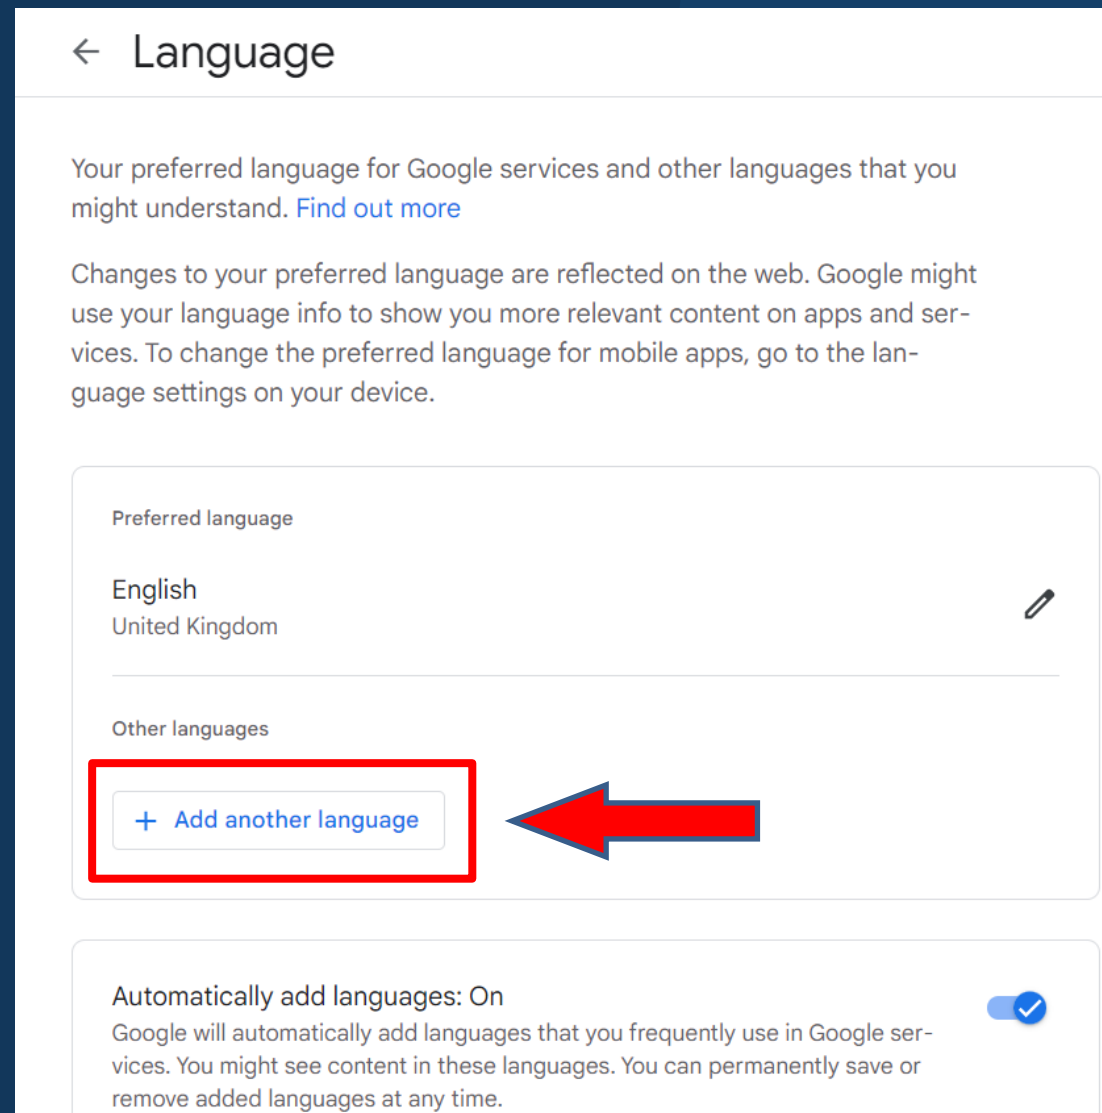 Language
Your preferred language for Google services and other languages that you
might understand. Find out more
Changes to your preferred language are reflected on the web. Google might
use your language info to show you more relevant content on apps and ser-
vices. To change the preferred language for mobile apps, go to the lan-
guage settings on your device.
Preferred language
English
United Kingdom
Other languages
+ Add another language
Automatically add languages: On
Google will automatically add languages that you frequently use in Google ser-
vices. You might see content in these languages. You can permanently save or
remove added languages at any time.